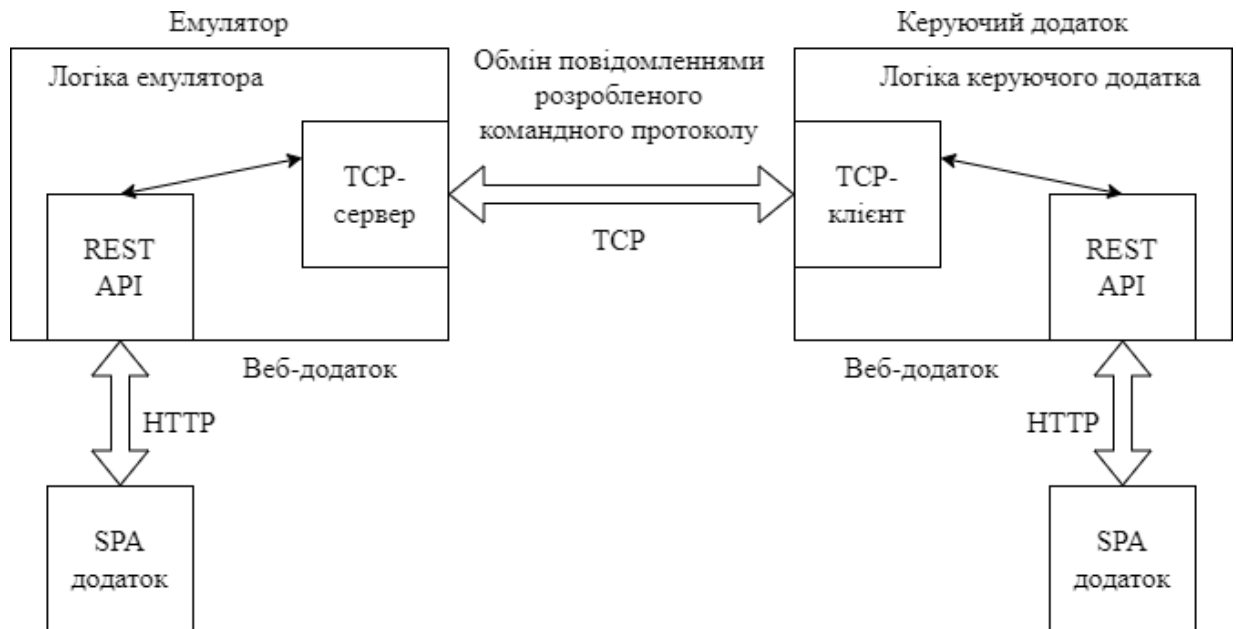 Емулятор
Керуючий додаток
Логіка емулятора
Обмін повідомленнями
розробленого
командного протоколу
Логіка керуючого додатка
TCP-
сервер
TCP
TCP-
клієнт
REST
API
REST
API
Веб-додаток
Веб-додаток
HTTP
HTTP
SPA
додаток
SPA
додаток